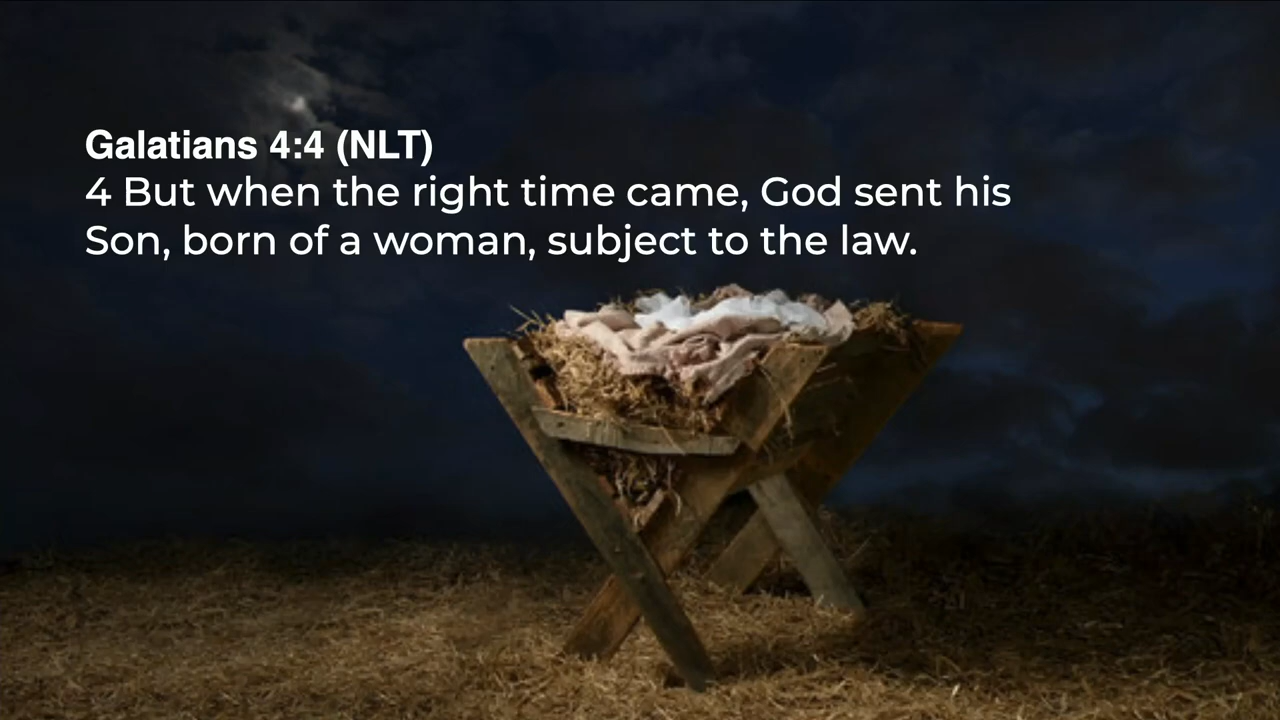 Galatians 4:4 (NLT)
4 But when the right time came, God sent his
Son, born of a woman, subject to the law.